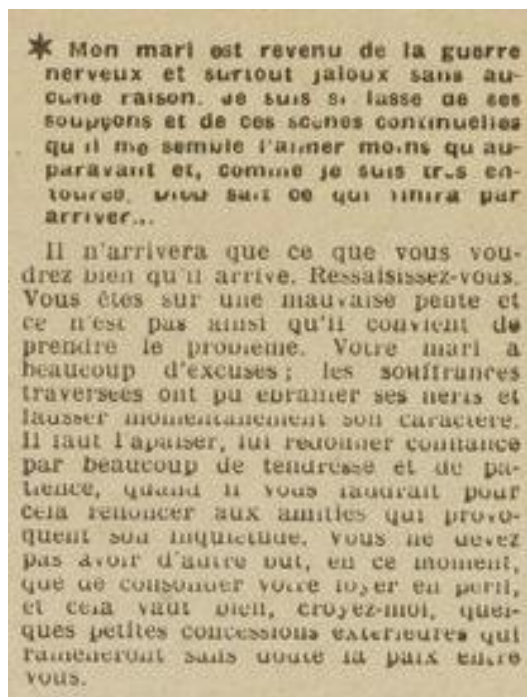 * Mon mari est revenu de la guerre
nerveux et surtout jaloux sans au-
cune raison. Je suis si lasse de ses
soupçons et de ces scènes continuelles
qu'il me semble l'aimer moins qu'au-
paravant et, comme je suis très en-
tourée, Dieu sait ce qui finira par
arriver...
Il n'arrivera que ce que vous vou-
drez bien qu'il arrive. Ressaisissez-vous.
Vous êtes sur une mauvaise pente et
ce n'est pas ainsi qu'il convient de
prendre le problème. Votre mari a
beaucoup d'excuses ; les souffrances
traversées ont pu ébranler ses nerfs et
fausser momentanément son caractère.
Il faut l'apaiser, lui redonner confiance
par beaucoup de tendresse et de pa-
tience, quand il vous faudrait pour
cela renoncer aux amitiés qui provo-
quent son inquiétude. Vous ne devez
pas avoir d'autre but, en ce moment,
que de consolider votre foyer en péril,
et cela vaut bien, croyez-moi, quel-
ques petites concessions extérieures qui
ramèneront sans doute la paix entre
vous.